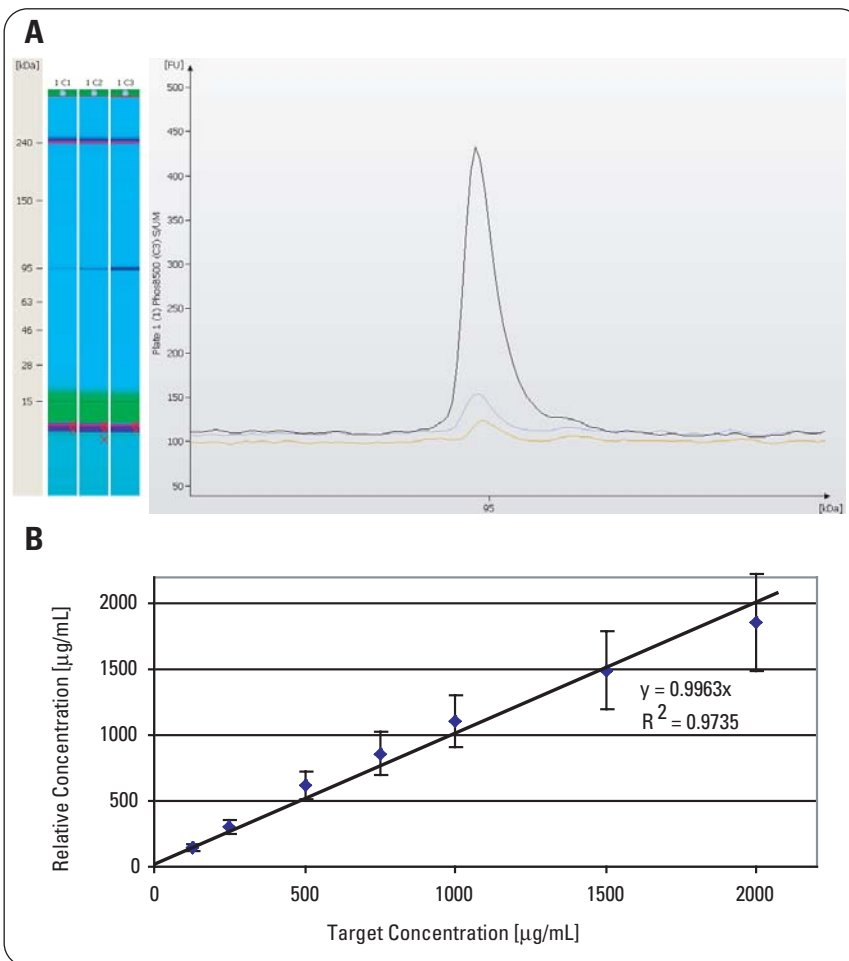 A
[kDa]
1 C1 1 C2 1 C3
240
150
95
63
46
28
15
[FU]
500
450
400
350
300
250
200
150
100
50
Plate 1 (1) Phos8500 (C3) S/UM
95
[kDa]
B
2000
1500
1000
500
0
Relative Concentration [µg/mL]
y = 0.9963x
R 2 = 0.9735
0 500 1000 1500 2000
Target Concentration [µg/mL]